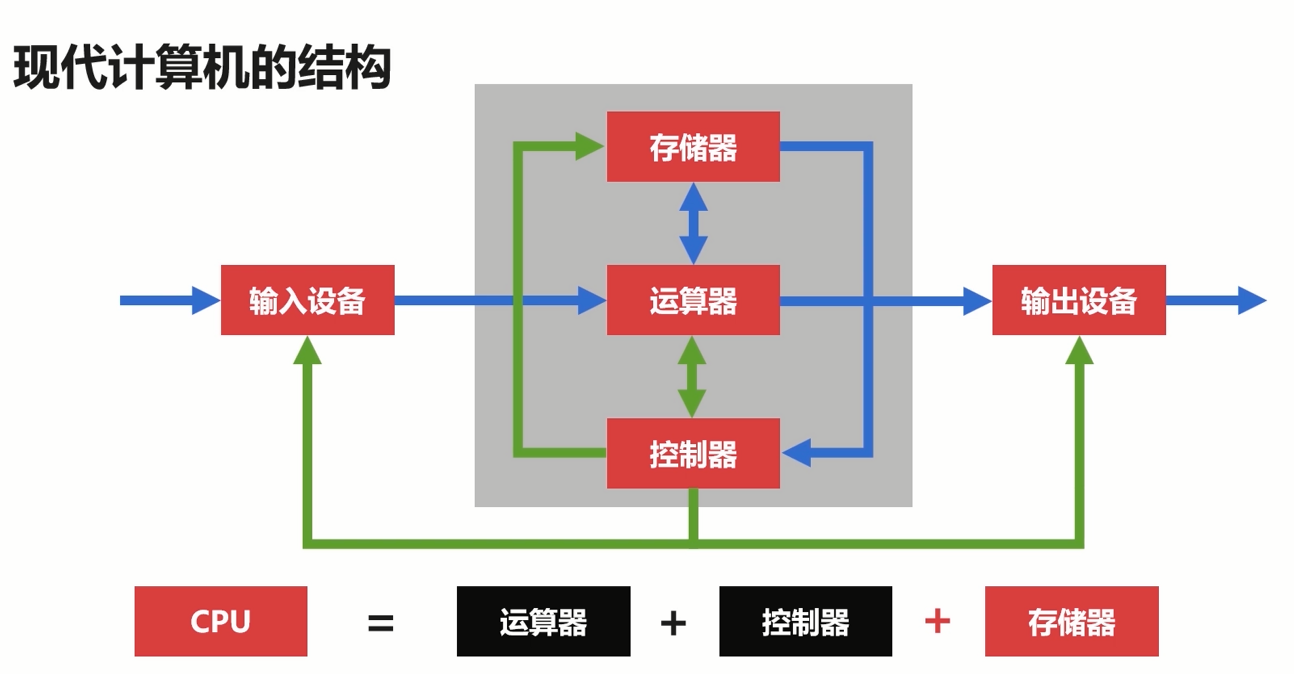 现代计算机的结构
存储器
输入设备
运算器
输出设备
控制器
CPU = 运算器 + 控制器 + 存储器